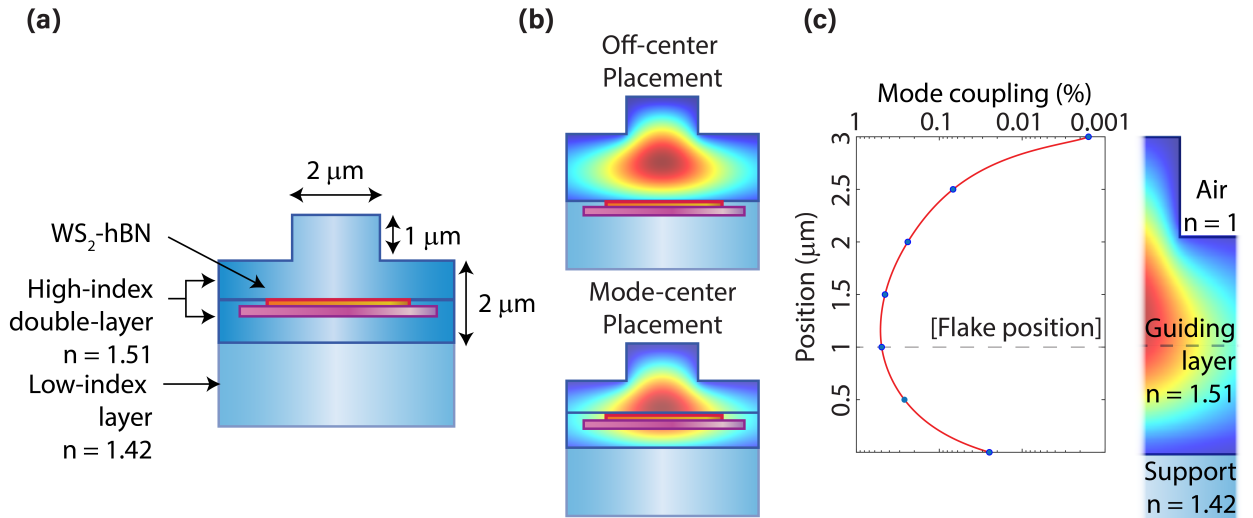 (a)
2 μm
WS2-hBN
1 μm
High-index
double-layer
n = 1.51
2 μm
Low-index
layer
n = 1.42
(b)
Off-center
Placement
Mode-center
Placement
(c)
Mode coupling (%)
1 0.1 0.01 0.001
Position (μm)
3
2.5
2
1.5
1
0.5
[Flake position]
Air
n = 1
Guiding
layer
n = 1.51
Support
n = 1.42